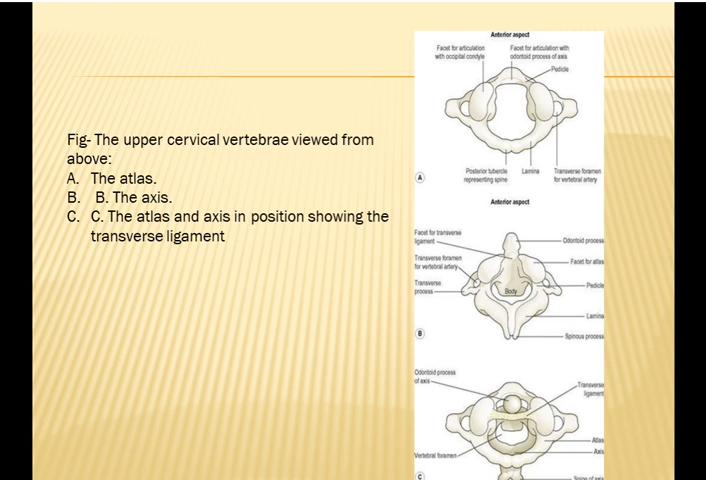 Fig- The upper cervical vertebrae viewed from
above:
A. The atlas.
B. B. The axis.
C. C. The atlas and axis in position showing the
transverse ligament
Anterior aspect
Facet for articulation
with occipital condyle
Facet for articulation with
odontoid process of axis
Pedicle
Posterior tubercle
representing spine
Lamina
Transverse foramen
for vertebral artery
A
Anterior aspect
Facet for transverse
ligament
Odontoid process
Transverse foramen
for vertebral artery
Facet for atlas
Transverse
process
Body
Pedicle
Lamina
B
Spinous process
Odontoid process
of axis
Transverse
ligament
Atlas
Axis
Vertebral foramen
C
Spine of axis